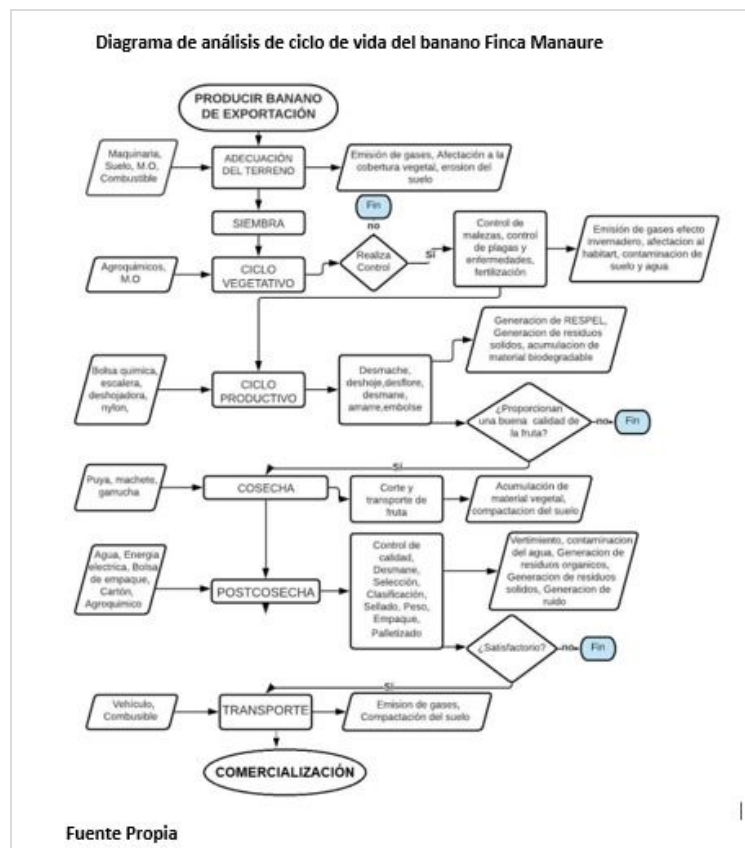 Diagrama de análisis de ciclo de vida del banano Finca Manaure
PRODUCIR BANANO
DE EXPORTACIÓN
Maquinaria,
Suelo, M.O,
Combustible
ADECUACIÓN
DEL TERRENO
Emisión de gases, Afectación a la
cobertura vegetal, erosion del
suelo
SIEMBRA
Fin
no
Realiza
Control
Sí
Control de
malezas, control
de plagas y
enfermedades,
fertilización
Emisión de gases efecto
invernadero, afectacion al
habitart, contaminacion de
suelo y agua
Agroquímicos,
M.O
CICLO
VEGETATIVO
Generacion de RESPEL,
Generacion de residuos
solidos, acumulacion de
material biodegradable
Bolsa quimica,
escalera,
deshojadora,
nylon,
CICLO
PRODUCTIVO
Desmache,
deshoje,desflore,
desmane,
amarre,embolse
¿Proporcionan
una buena calidad de
la fruta?
no
Fin
Sí
Puya, machete,
garrucha
COSECHA
Corte y
transporte de
fruta
Acumulación de
material vegetal,
compactacion del suelo
Agua, Energia
electrica, Bolsa
de empaque,
Cartón,
Agroquimico
POSTCOSECHA
Control de
calidad,
Desmane,
Selección,
Clasificación,
Sellado, Peso,
Empaque,
Palletizado
Vertimiento, contaminacion
del agua, Generacion de
residuos organicos,
Generacion de residuos
solidos, Generacion de
ruido
¿Satisfactorio?
no
Fin
Sí
Vehículo,
Combusible
TRANSPORTE
Emision de gases,
Compactación del suelo
COMERCIALIZACIÓN
Fuente Propia